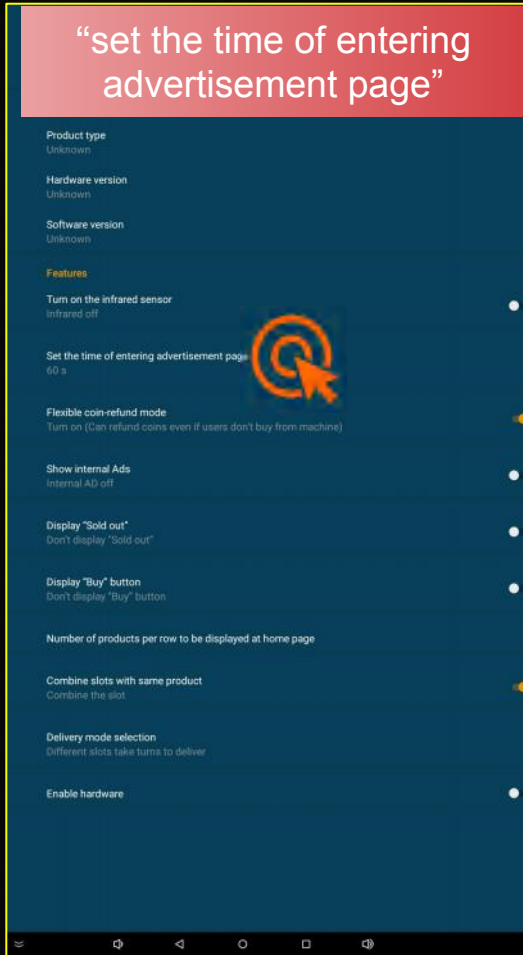 “set the time of entering
advertisement page”
Product type
Unknown
Hardware version
Unknown
Software version
Unknown
Features
Turn on the infrared sensor
Infrared off
Set the time of entering advertisement page
60 s
Flexible coin-refund mode
Turn on (Can refund coins even if users don't buy from machine)
Show internal Ads
Internal AD off
Display "Sold out"
Don't display "Sold out"
Display "Buy" button
Don't display "Buy" button
Number of products per row to be displayed at home page
Combine slots with same product
Combine the slot
Delivery mode selection
Different slots take turns to deliver
Enable hardware